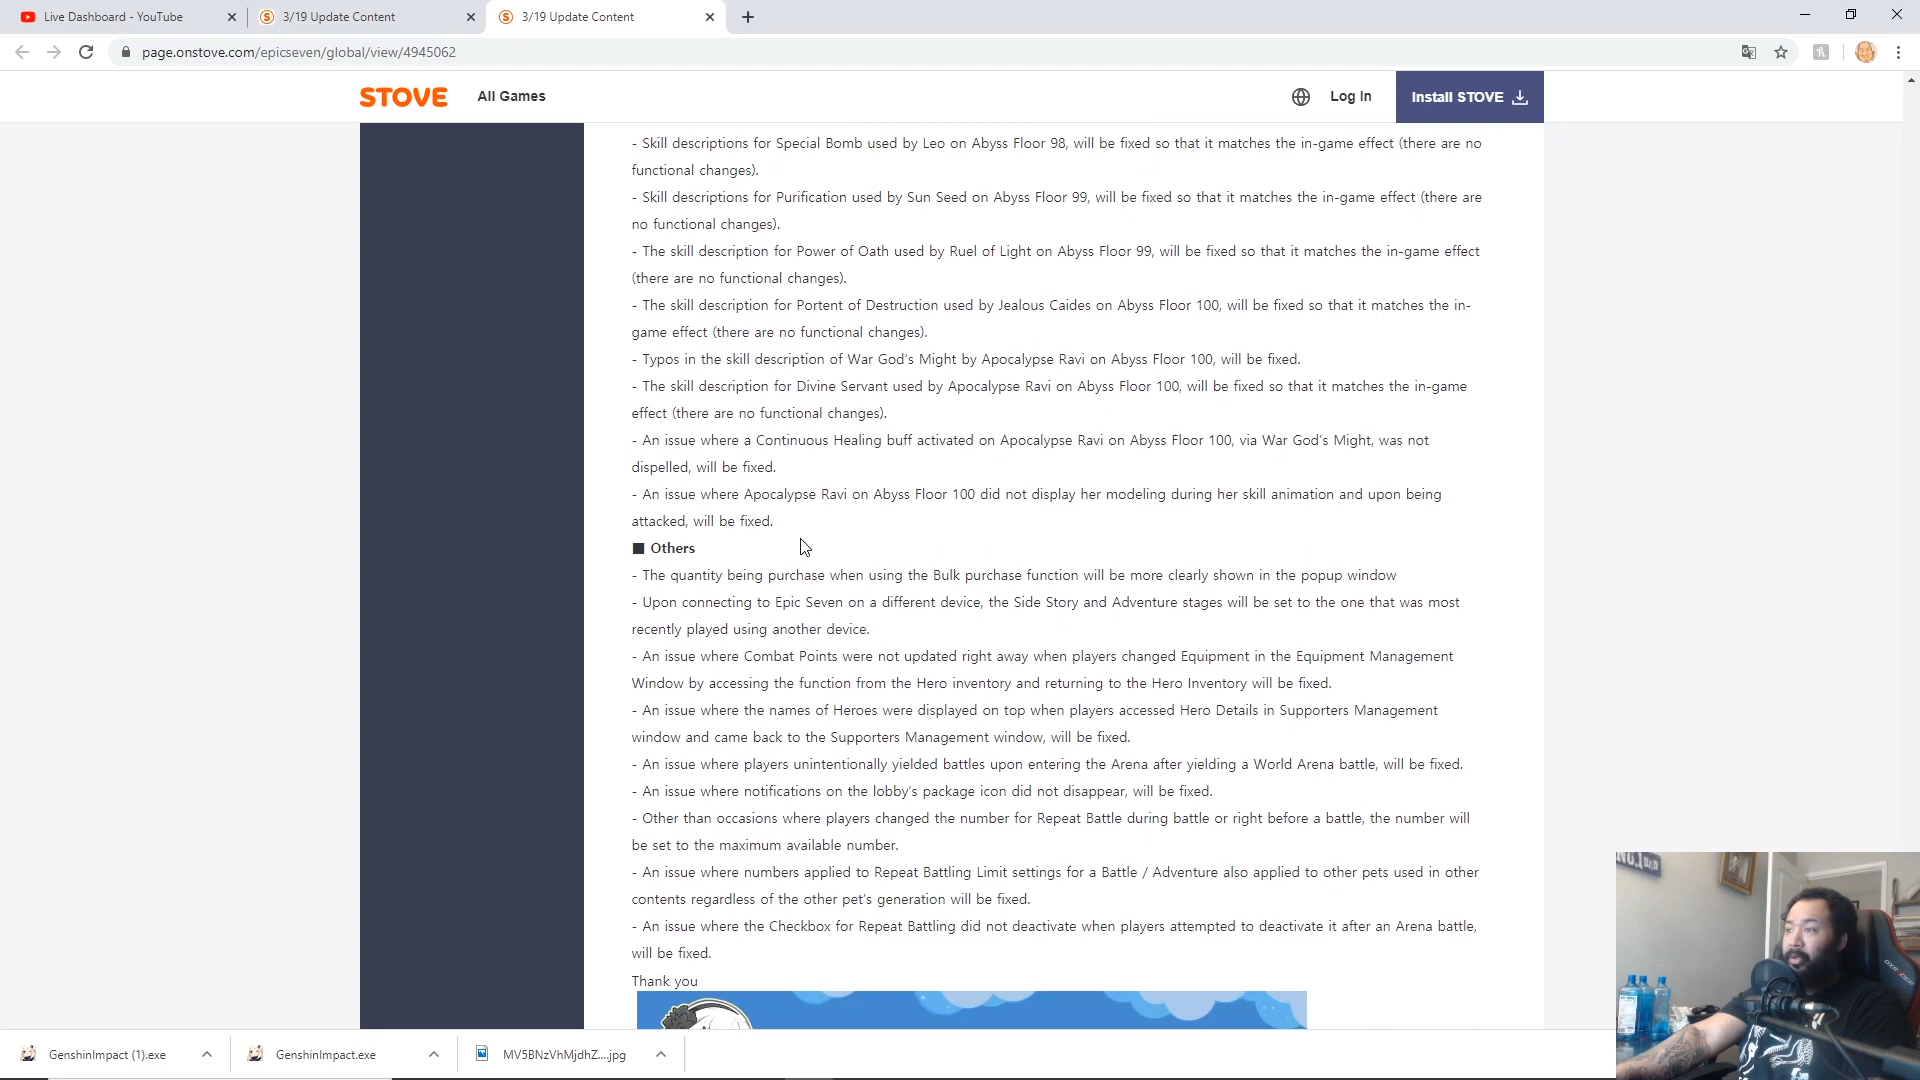 Live Dashboard - YouTube
3/19 Update Content
3/19 Update Content
page.onstove.com/epicseven/global/view/4945062
STOVE
All Games
Log In
Install STOVE
- Skill descriptions for Special Bomb used by Leo on Abyss Floor 98, will be fixed so that it matches the in-game effect (there are no
functional changes).
- Skill descriptions for Purification used by Sun Seed on Abyss Floor 99, will be fixed so that it matches the in-game effect (there are
no functional changes).
- The skill description for Power of Oath used by Ruel of Light on Abyss Floor 99, will be fixed so that it matches the in-game effect
(there are no functional changes).
- The skill description for Portent of Destruction used by Jealous Caides on Abyss Floor 100, will be fixed so that it matches the in-
game effect (there are no functional changes).
- Typos in the skill description of War God's Might by Apocalypse Ravi on Abyss Floor 100, will be fixed.
- The skill description for Divine Servant used by Apocalypse Ravi on Abyss Floor 100, will be fixed so that it matches the in-game
effect (there are no functional changes).
- An issue where a Continuous Healing buff activated on Apocalypse Ravi on Abyss Floor 100, via War God's Might, was not
dispelled, will be fixed.
- An issue where Apocalypse Ravi on Abyss Floor 100 did not display her modeling during her skill animation and upon being
attacked, will be fixed.
■ Others
- The quantity being purchase when using the Bulk purchase function will be more clearly shown in the popup window
- Upon connecting to Epic Seven on a different device, the Side Story and Adventure stages will be set to the one that was most
recently played using another device.
- An issue where Combat Points were not updated right away when players changed Equipment in the Equipment Management
Window by accessing the function from the Hero inventory and returning to the Hero Inventory will be fixed.
- An issue where the names of Heroes were displayed on top when players accessed Hero Details in Supporters Management
window and came back to the Supporters Management window, will be fixed.
- An issue where players unintentionally yielded battles upon entering the Arena after yielding a World Arena battle, will be fixed.
- An issue where notifications on the lobby's package icon did not disappear, will be fixed.
- Other than occasions where players changed the number for Repeat Battle during battle or right before a battle, the number will
be set to the maximum available number.
- An issue where numbers applied to Repeat Battling Limit settings for a Battle / Adventure also applied to other pets used in other
contents regardless of the other pet's generation will be fixed.
- An issue where the Checkbox for Repeat Battling did not deactivate when players attempted to deactivate it after an Arena battle,
will be fixed.
Thank you
GenshinImpact (1).exe
GenshinImpact.exe
MV5BNzVhMjdhZ....jpg